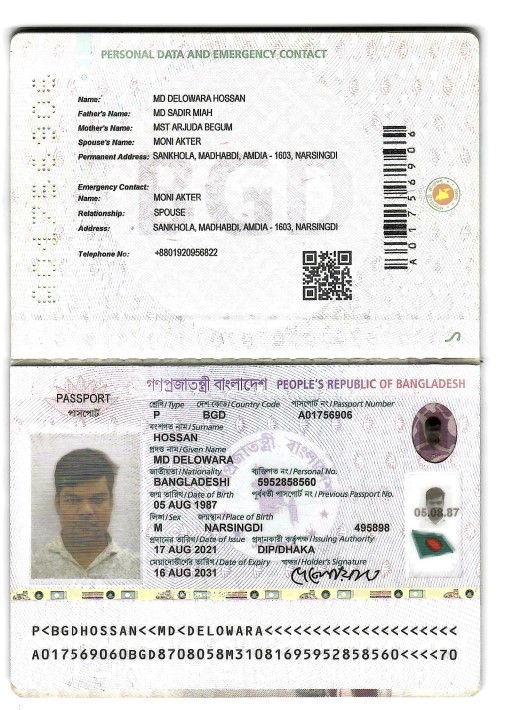 PERSONAL DATA AND EMERGENCY CONTACT
Name: MD DELOWARA HOSSAN
Father's Name: MD SADIR MIAH
Mother's Name: MST ARJUDA BEGUM
Spouse's Name: MONI AKTER
Permanent Address: SANKHOLA, MADHABDI, AMDIA - 1603, NARSINGDI
Emergency Contact:
Name: MONI AKTER
Relationship: SPOUSE
Address: SANKHOLA, MADHABDI, AMDIA - 1603, NARSINGDI
Telephone No: +8801920956822
A01756906
BGD
গণপ্রজাতন্ত্রী বাংলাদেশ PEOPLE'S REPUBLIC OF BANGLADESH
PASSPORT
পাসপোর্ট
শ্রেণি/Type দেশ কোড/Country Code পাসপোর্ট নং/Passport Number
P BGD A01756906
বংশগত নাম/Surname
HOSSAN
প্রদত্ত নাম/Given Name
MD DELOWARA
জাতীয়তা/Nationality ব্যক্তিগত নং/Personal No.
BANGLADESHI 5952858560
জন্ম তারিখ/Date of Birth পূর্ববর্তী পাসপোর্ট নং/Previous Passport No.
05 AUG 1987
লিঙ্গ/Sex জন্মস্থান/Place of Birth
M NARSINGDI 495898
প্রদানের তারিখ/Date of Issue প্রদানকারী কর্তৃপক্ষ/Issuing Authority
17 AUG 2021 DIP/DHAKA
মেয়াদোত্তীর্ণের তারিখ/Date of Expiry স্বাক্ষর/Holder's Signature
16 AUG 2031
05.08.87
P<BGDHOSSAN<<MD<DELOWARA<<<<<<<<<<<<<<<<<<<<
A017569060BGD8708058M31081695952858560<<<<70